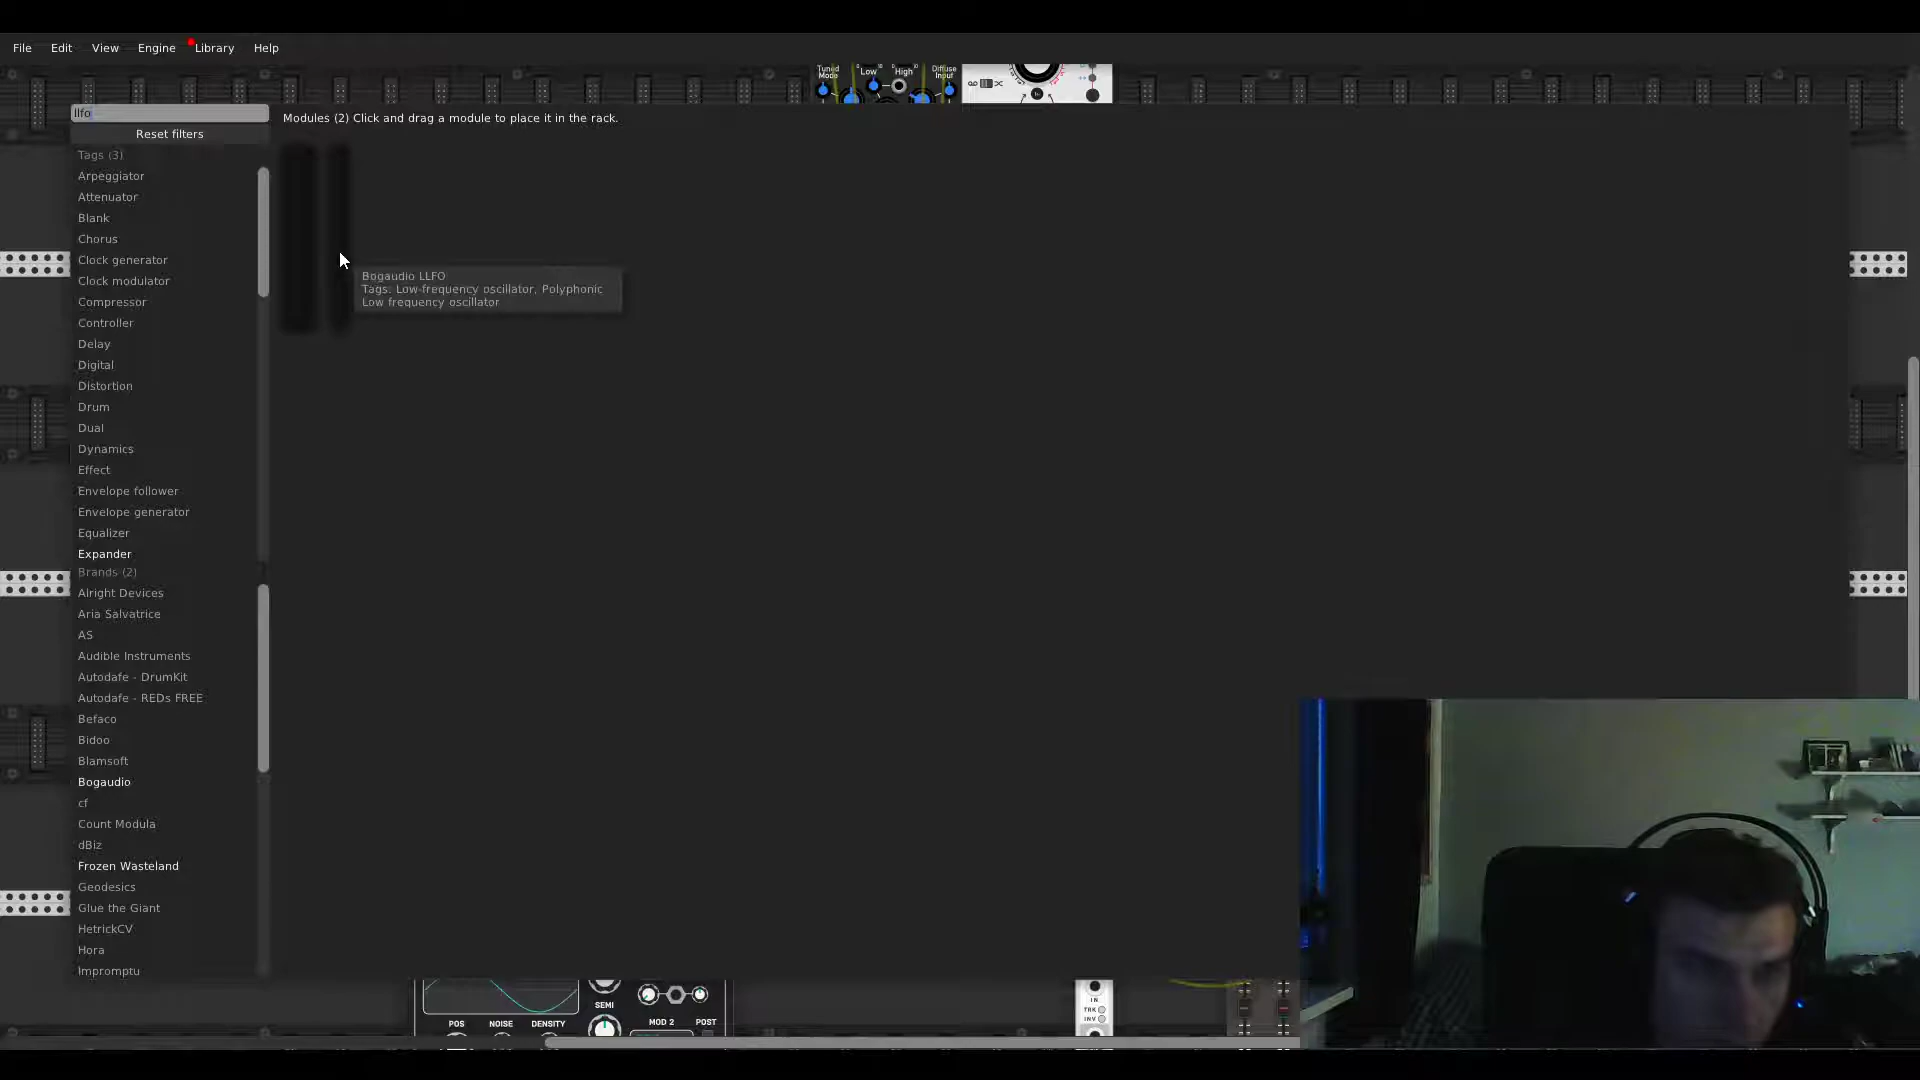 File Edit View Engine Library Help
Tuned Mode Low High Diffuse Input
llfo
Reset filters
Modules (2) Click and drag a module to place it in the rack.
Tags (3)
Arpeggiator
Attenuator
Blank
Chorus
Clock generator
Clock modulator
Compressor
Controller
Delay
Digital
Distortion
Drum
Dual
Dynamics
Effect
Envelope follower
Envelope generator
Equalizer
Expander
Bogaudio LLFO
Tags: Low-frequency oscillator, Polyphonic
Low frequency oscillator
Brands (2)
Alright Devices
Aria Salvatrice
AS
Audible Instruments
Autodafe - DrumKit
Autodafe - REDs FREE
Befaco
Bidoo
Blamsoft
Bogaudio
cf
Count Modula
dBiz
Frozen Wasteland
Geodesics
Glue the Giant
HetrickCV
Hora
Impromptu
SEMI
POS NOISE DENSITY MOD 2 POST
IN
TRK
INV